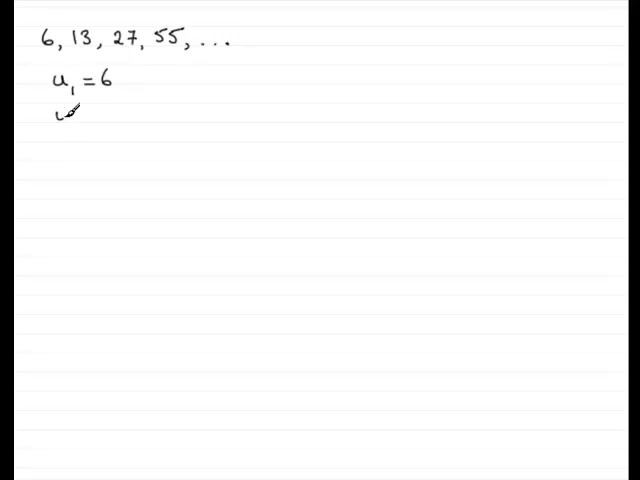 6, 13, 27, 55, ...
u₁ = 6
u